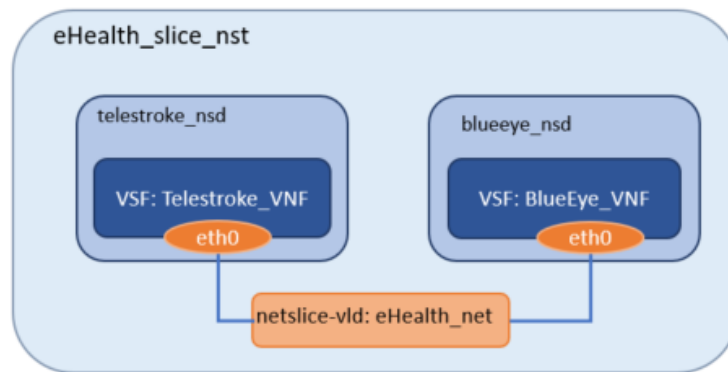 eHealth_slice_nst
telestroke_nsd
blueeye_nsd
VSF: Telestroke_VNF
VSF: BlueEye_VNF
eth0
eth0
netslice-vld: eHealth_net